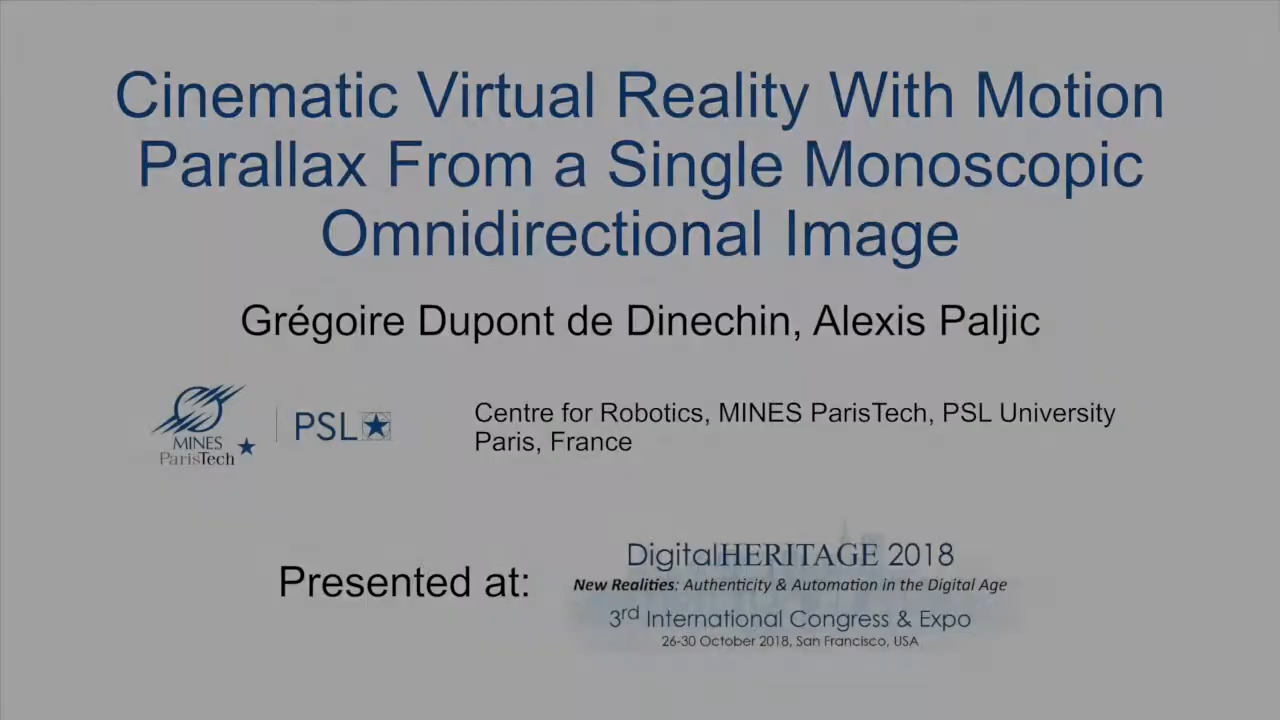 Cinematic Virtual Reality With Motion
Parallax From a Single Monoscopic
Omnidirectional Image
Grégoire Dupont de Dinechin, Alexis Paljic
MINES
ParisTech
PSL
Centre for Robotics, MINES ParisTech, PSL University
Paris, France
Presented at:
DigitalHERITAGE 2018
New Realities: Authenticity & Automation in the Digital Age
3rd International Congress & Expo
26-30 October 2018, San Francisco, USA